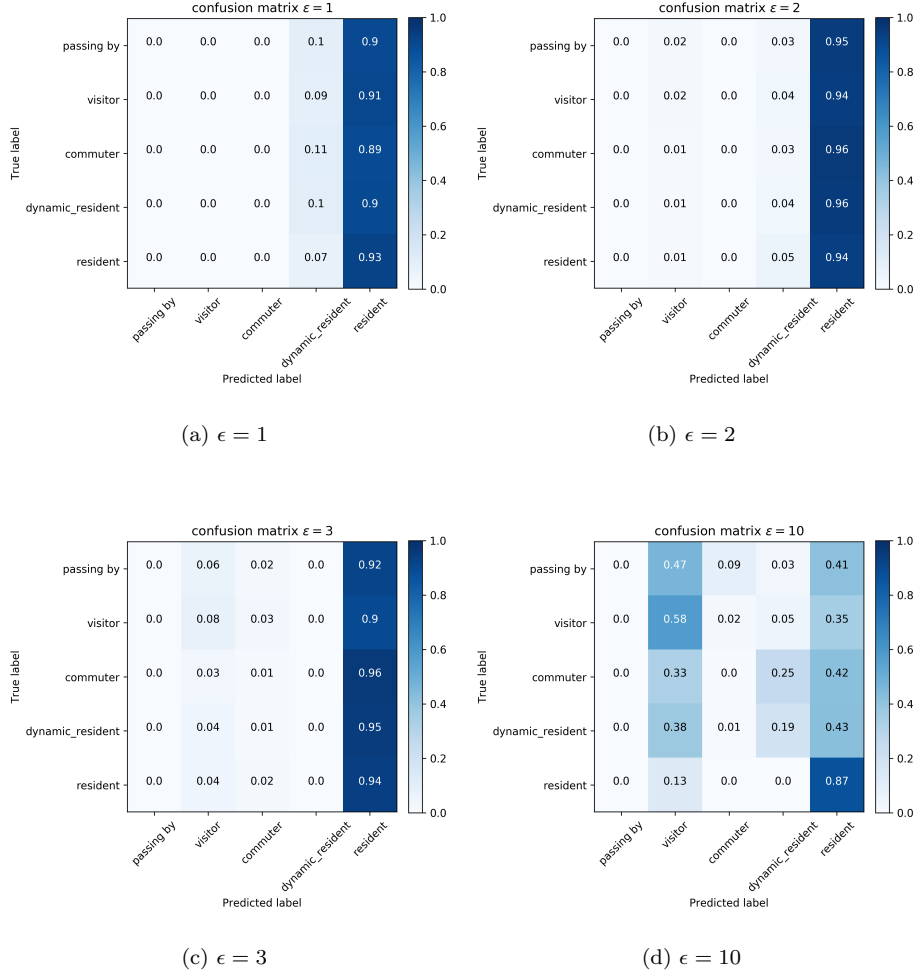 confusion matrix ε = 1
True label
passing by 0.0 0.0 0.0 0.1 0.9
visitor 0.0 0.0 0.0 0.09 0.91
commuter 0.0 0.0 0.0 0.11 0.89
dynamic_resident 0.0 0.0 0.0 0.1 0.9
resident 0.0 0.0 0.0 0.07 0.93
passing by visitor commuter dynamic_resident resident
Predicted label
1.0
0.8
0.6
0.4
0.2
0.0
(a) ϵ = 1
confusion matrix ε = 2
True label
passing by 0.0 0.02 0.0 0.03 0.95
visitor 0.0 0.02 0.0 0.04 0.94
commuter 0.0 0.01 0.0 0.03 0.96
dynamic_resident 0.0 0.01 0.0 0.04 0.96
resident 0.0 0.01 0.0 0.05 0.94
passing by visitor commuter dynamic_resident resident
Predicted label
1.0
0.8
0.6
0.4
0.2
0.0
(b) ϵ = 2
confusion matrix ε = 3
True label
passing by 0.0 0.06 0.02 0.0 0.92
visitor 0.0 0.08 0.03 0.0 0.9
commuter 0.0 0.03 0.01 0.0 0.96
dynamic_resident 0.0 0.04 0.01 0.0 0.95
resident 0.0 0.04 0.02 0.0 0.94
passing by visitor commuter dynamic_resident resident
Predicted label
1.0
0.8
0.6
0.4
0.2
0.0
(c) ϵ = 3
confusion matrix ε = 10
True label
passing by 0.0 0.47 0.09 0.03 0.41
visitor 0.0 0.58 0.02 0.05 0.35
commuter 0.0 0.33 0.0 0.25 0.42
dynamic_resident 0.0 0.38 0.01 0.19 0.43
resident 0.0 0.13 0.0 0.0 0.87
passing by visitor commuter dynamic_resident resident
Predicted label
1.0
0.8
0.6
0.4
0.2
0.0
(d) ϵ = 10